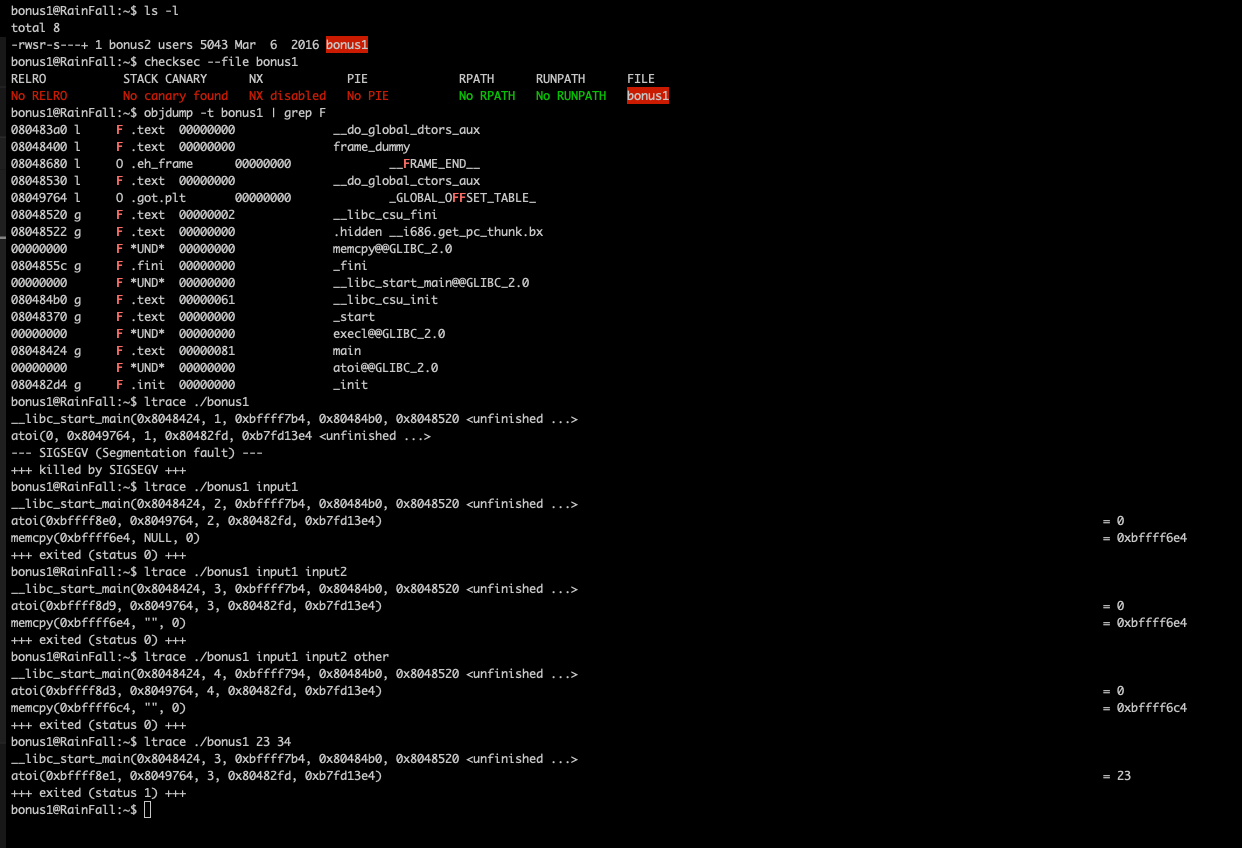 bonus1@RainFall:~$ ls -l
total 8
-rwsr-s---+ 1 bonus2 users 5043 Mar  6  2016 bonus1
bonus1@RainFall:~$ checksec --file bonus1
RELRO           STACK CANARY      NX            PIE             RPATH      RUNPATH      FILE
No RELRO        No canary found   NX disabled   No PIE          No RPATH   No RUNPATH   bonus1
bonus1@RainFall:~$ objdump -t bonus1 | grep F
080483a0 l     F .text  00000000              __do_global_dtors_aux
08048400 l     F .text  00000000              frame_dummy
08048680 l     O .eh_frame      00000000              __FRAME_END__
08048530 l     F .text  00000000              __do_global_ctors_aux
08049764 l     O .got.plt       00000000              _GLOBAL_OFFSET_TABLE_
08048520 g     F .text  00000002              __libc_csu_fini
08048522 g     F .text  00000000              .hidden __i686.get_pc_thunk.bx
00000000       F *UND*  00000000              memcpy@@GLIBC_2.0
0804855c g     F .fini  00000000              _fini
00000000       F *UND*  00000000              __libc_start_main@@GLIBC_2.0
080484b0 g     F .text  00000061              __libc_csu_init
08048370 g     F .text  00000000              _start
00000000       F *UND*  00000000              execl@@GLIBC_2.0
08048424 g     F .text  00000081              main
00000000       F *UND*  00000000              atoi@@GLIBC_2.0
080482d4 g     F .init  00000000              _init
bonus1@RainFall:~$ ltrace ./bonus1
__libc_start_main(0x8048424, 1, 0xbffff7b4, 0x80484b0, 0x8048520 <unfinished ...>
atoi(0, 0x8049764, 1, 0x80482fd, 0xb7fd13e4 <unfinished ...>
--- SIGSEGV (Segmentation fault) ---
+++ killed by SIGSEGV +++
bonus1@RainFall:~$ ltrace ./bonus1 input1
__libc_start_main(0x8048424, 2, 0xbffff7b4, 0x80484b0, 0x8048520 <unfinished ...>
atoi(0xbffff8e0, 0x8049764, 2, 0x80482fd, 0xb7fd13e4) = 0
memcpy(0xbffff6e4, NULL, 0) = 0xbffff6e4
+++ exited (status 0) +++
bonus1@RainFall:~$ ltrace ./bonus1 input1 input2
__libc_start_main(0x8048424, 3, 0xbffff7b4, 0x80484b0, 0x8048520 <unfinished ...>
atoi(0xbffff8d9, 0x8049764, 3, 0x80482fd, 0xb7fd13e4) = 0
memcpy(0xbffff6e4, "", 0) = 0xbffff6e4
+++ exited (status 0) +++
bonus1@RainFall:~$ ltrace ./bonus1 input1 input2 other
__libc_start_main(0x8048424, 4, 0xbffff794, 0x80484b0, 0x8048520 <unfinished ...>
atoi(0xbffff8d3, 0x8049764, 4, 0x80482fd, 0xb7fd13e4) = 0
memcpy(0xbffff6c4, "", 0) = 0xbffff6c4
+++ exited (status 0) +++
bonus1@RainFall:~$ ltrace ./bonus1 23 34
__libc_start_main(0x8048424, 3, 0xbffff7b4, 0x80484b0, 0x8048520 <unfinished ...>
atoi(0xbffff8e1, 0x8049764, 3, 0x80482fd, 0xb7fd13e4) = 23
+++ exited (status 1) +++
bonus1@RainFall:~$